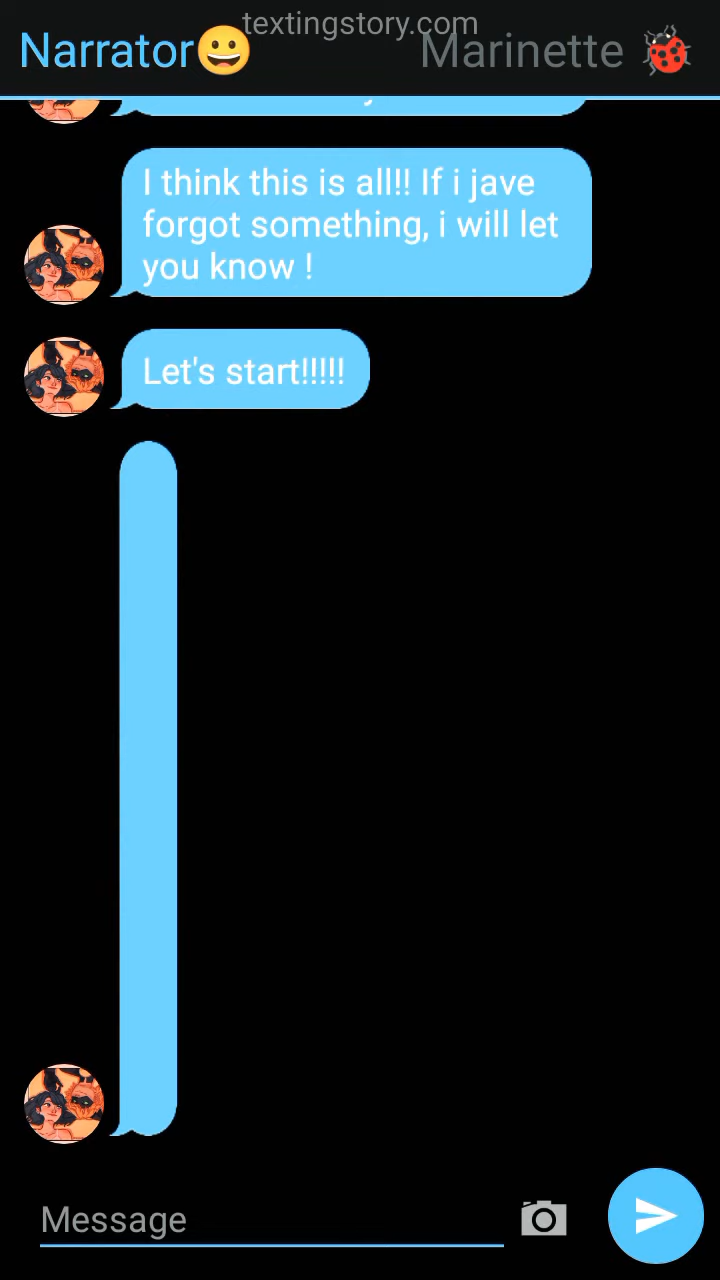 textingstory.com
Narrator😀 Marinette 🐞
I think this is all!! If i jave
forgot something, i will let
you know !
Let's start!!!!!
Message